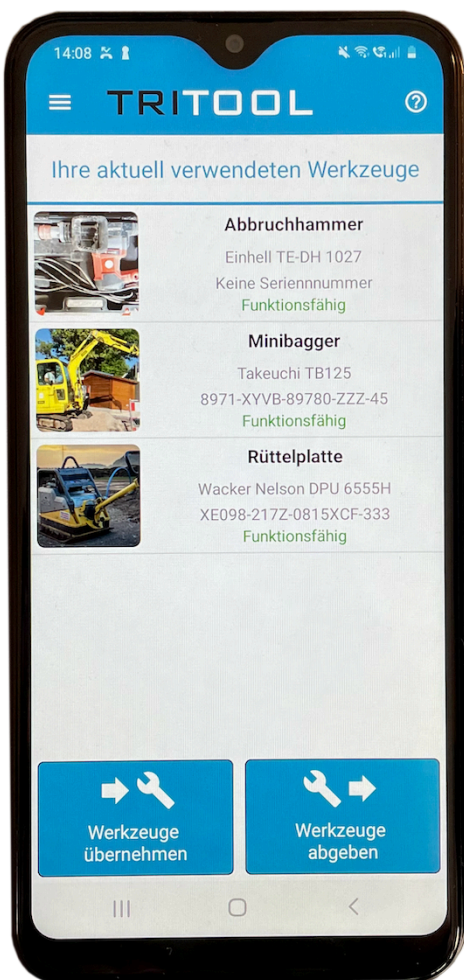 14:08
TRITOOL
Ihre aktuell verwendeten Werkzeuge
Abbruchhammer
Einhell TE-DH 1027
Keine Seriennnummer
Funktionsfähig
Minibagger
Takeuchi TB125
8971-XYVB-89780-ZZZ-45
Funktionsfähig
Rüttelplatte
Wacker Nelson DPU 6555H
XE098-217Z-0815XCF-333
Funktionsfähig
Werkzeuge
übernehmen
Werkzeuge
abgeben